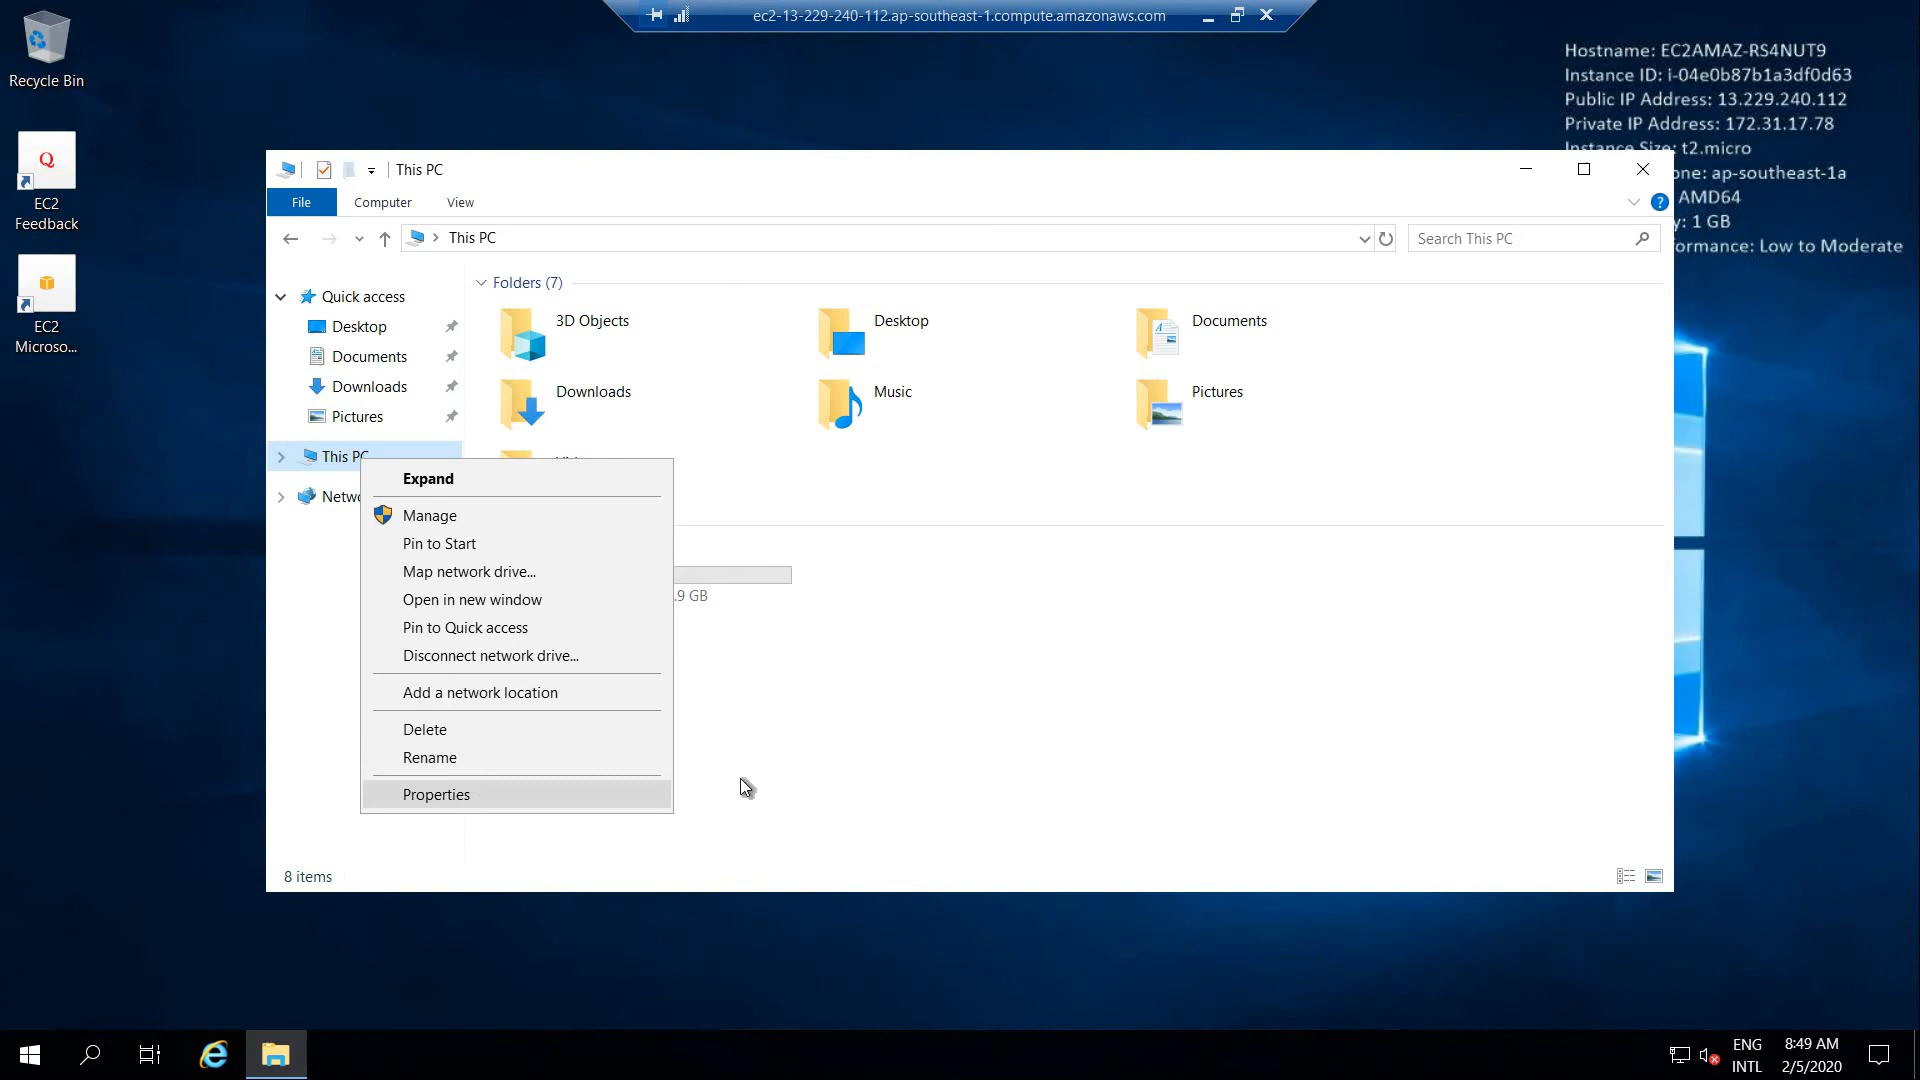 ec2-13-229-240-112.ap-southeast-1.compute.amazonaws.com
Recycle Bin
EC2
Feedback
EC2
Microso...
Hostname: EC2AMAZ-RS4NUT9
Instance ID: i-04e0b87b1a3df0d63
Public IP Address: 13.229.240.112
Private IP Address: 172.31.17.78
Instance Size: t2.micro
one: ap-southeast-1a
AMD64
y: 1 GB
ormance: Low to Moderate
This PC
File
Computer
View
This PC
Search This PC
Quick access
Desktop
Documents
Downloads
Pictures
This PC
Netwo
Folders (7)
3D Objects
Desktop
Documents
Downloads
Music
Pictures
.9 GB
Expand
Manage
Pin to Start
Map network drive...
Open in new window
Pin to Quick access
Disconnect network drive...
Add a network location
Delete
Rename
Properties
8 items
ENG
INTL
8:49 AM
2/5/2020